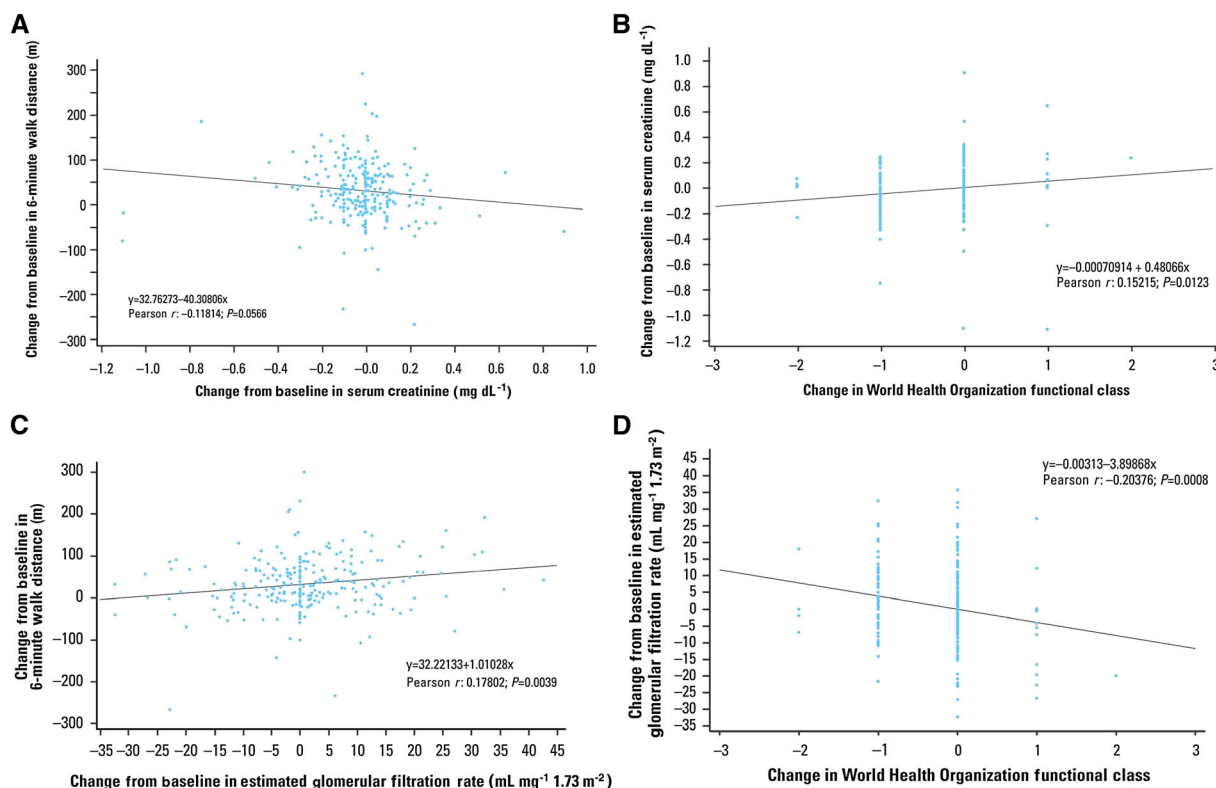 A
Change from baseline in 6-minute walk distance (m)
300
200
100
0
−100
−200
−300
y=32.76273–40.30806x
Pearson r: –0.11814; P=0.0566
−1.2 −1.0 −0.8 −0.6 −0.4 −0.2 −0.0 0.2 0.4 0.6 0.8 1.0
Change from baseline in serum creatinine (mg dL⁻¹)
B
Change from baseline in serum creatinine (mg dL⁻¹)
1.0
0.8
0.6
0.4
0.2
0.0
−0.2
−0.4
−0.6
−0.8
−1.0
−1.2
y=–0.00070914 + 0.48066x
Pearson r: 0.15215; P=0.0123
−3 −2 −1 0 1 2 3
Change in World Health Organization functional class
C
Change from baseline in
6-minute walk distance (m)
300
200
100
0
−100
−200
−300
y=32.22133+1.01028x
Pearson r: 0.17802; P=0.0039
−35 −30 −25 −20 −15 −10 −5 0 5 10 15 20 25 30 35 40 45
Change from baseline in estimated glomerular filtration rate (mL mg⁻¹ 1.73 m⁻²)
D
Change from baseline in estimated
glomerular filtration rate (mL mg⁻¹ 1.73 m⁻²)
45
40
35
30
25
20
15
10
5
0
−5
−10
−15
−20
−25
−30
−35
y=–0.00313–3.89868x
Pearson r: –0.20376; P=0.0008
−3 −2 −1 0 1 2 3
Change in World Health Organization functional class